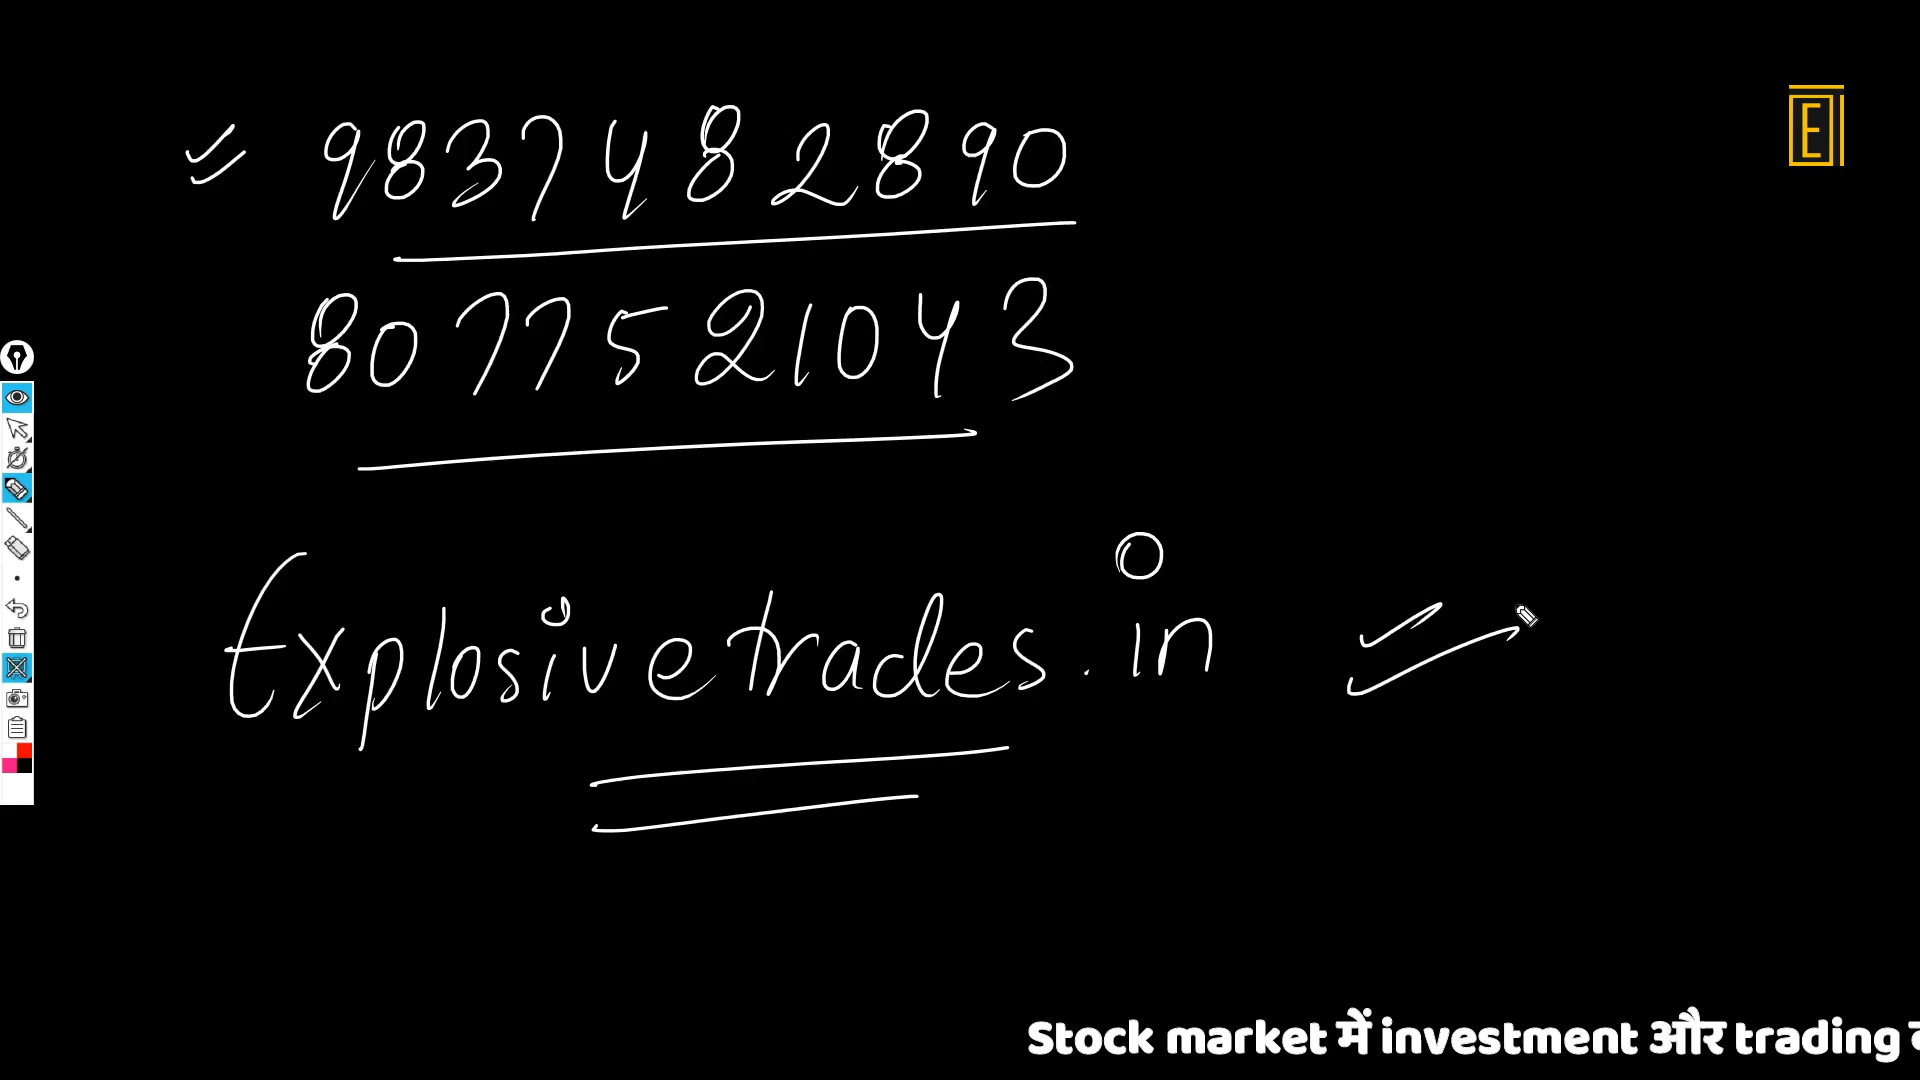 9837482890
8077521043
Explosivetrades.in
E
Stock market में investment और trading